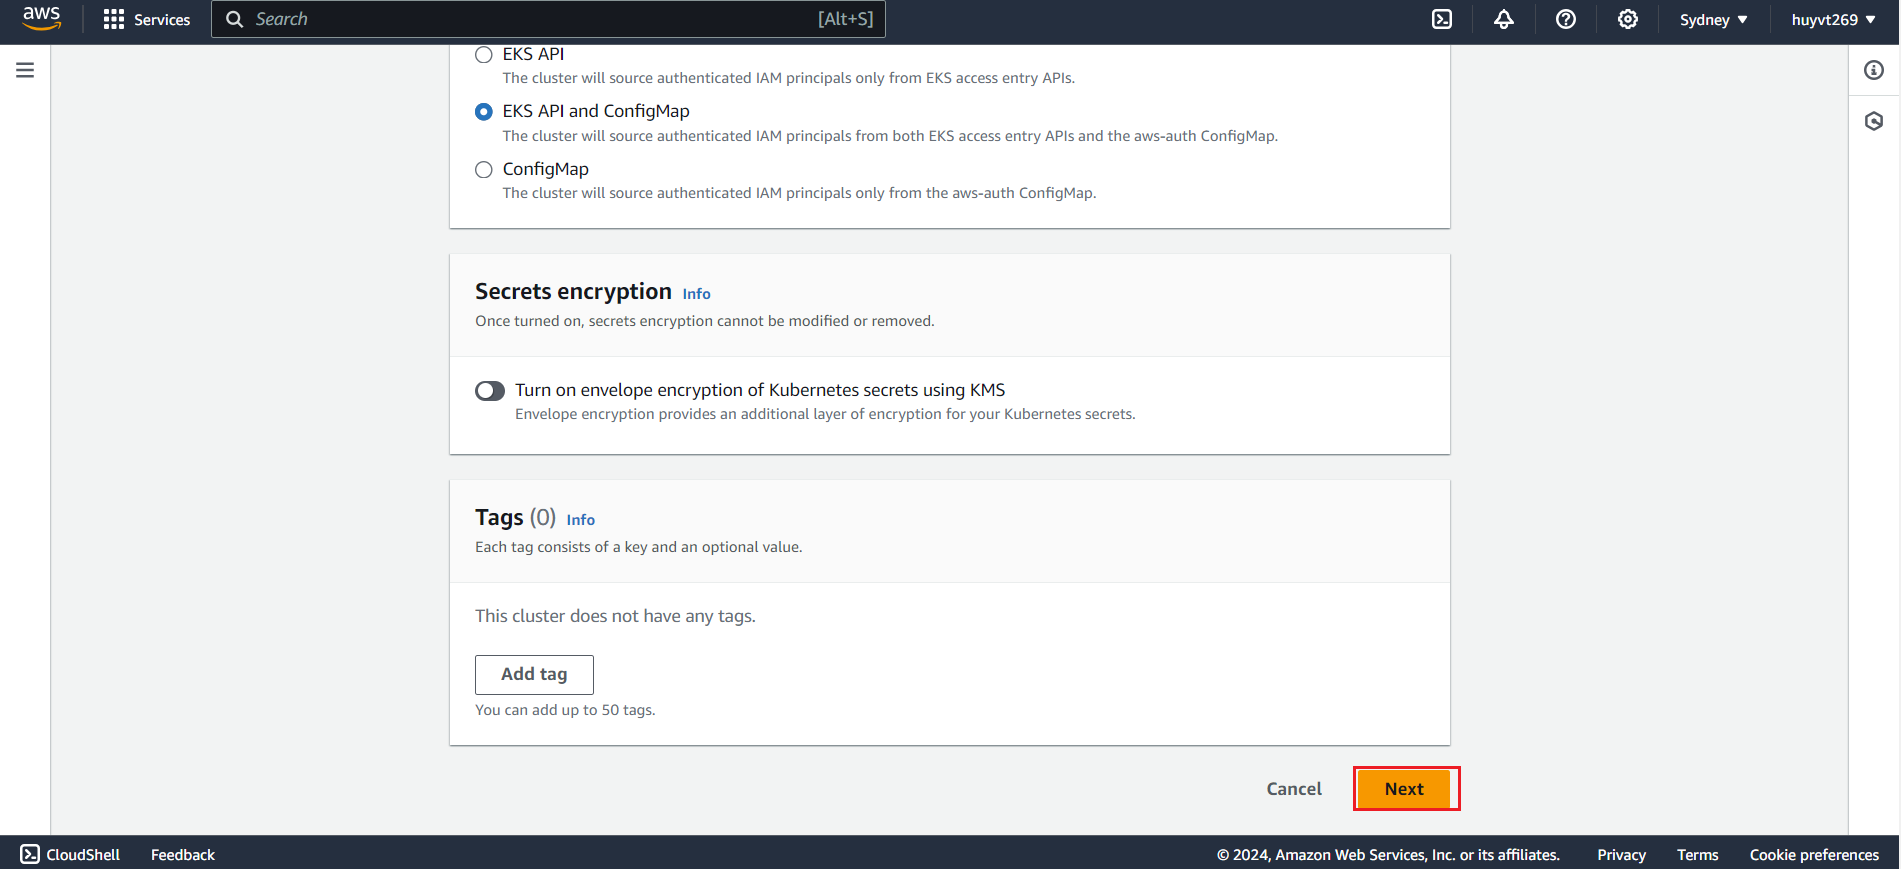 aws
Services
Search
[Alt+S]
Sydney
huyvt269
EKS API
The cluster will source authenticated IAM principals only from EKS access entry APIs.
EKS API and ConfigMap
The cluster will source authenticated IAM principals from both EKS access entry APIs and the aws-auth ConfigMap.
ConfigMap
The cluster will source authenticated IAM principals only from the aws-auth ConfigMap.
Secrets encryption Info
Once turned on, secrets encryption cannot be modified or removed.
Turn on envelope encryption of Kubernetes secrets using KMS
Envelope encryption provides an additional layer of encryption for your Kubernetes secrets.
Tags (0) Info
Each tag consists of a key and an optional value.
This cluster does not have any tags.
Add tag
You can add up to 50 tags.
Cancel
Next
CloudShell
Feedback
© 2024, Amazon Web Services, Inc. or its affiliates.
Privacy
Terms
Cookie preferences